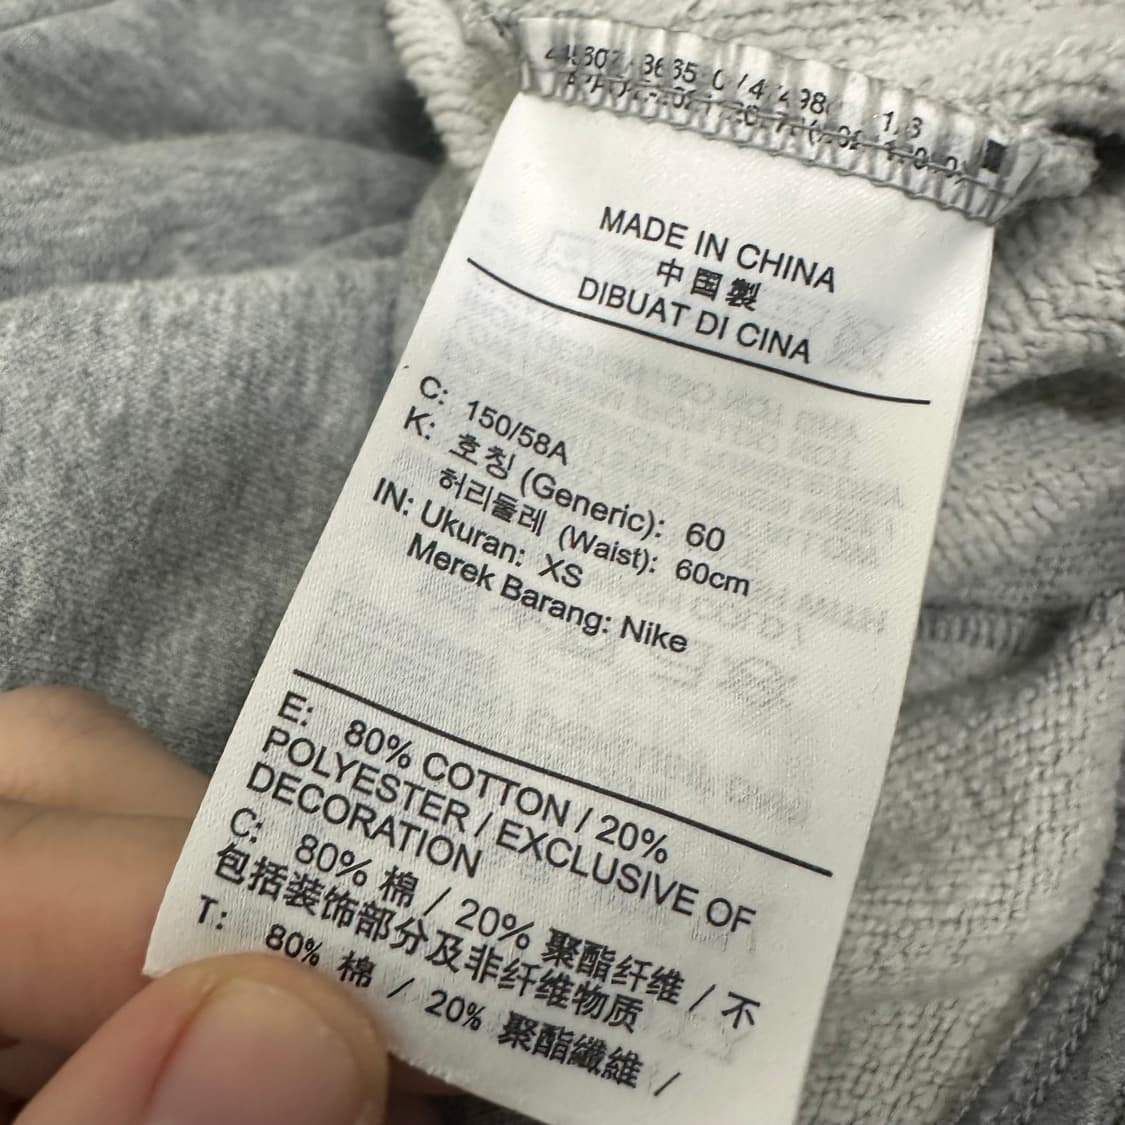 MADE IN CHINA
中国製
DIBUAT DI CINA
C: 150/58A
K: 호칭 (Generic): 60
허리둘레 (Waist): 60cm
IN: Ukuran: XS
Merek Barang: Nike
E: 80% COTTON / 20%
POLYESTER / EXCLUSIVE OF
DECORATION
C: 80% 棉 / 20% 聚酯纤维 / 不
包括装饰部分及非纤维物质
T: 80% 棉 / 20% 聚酯纖維 /